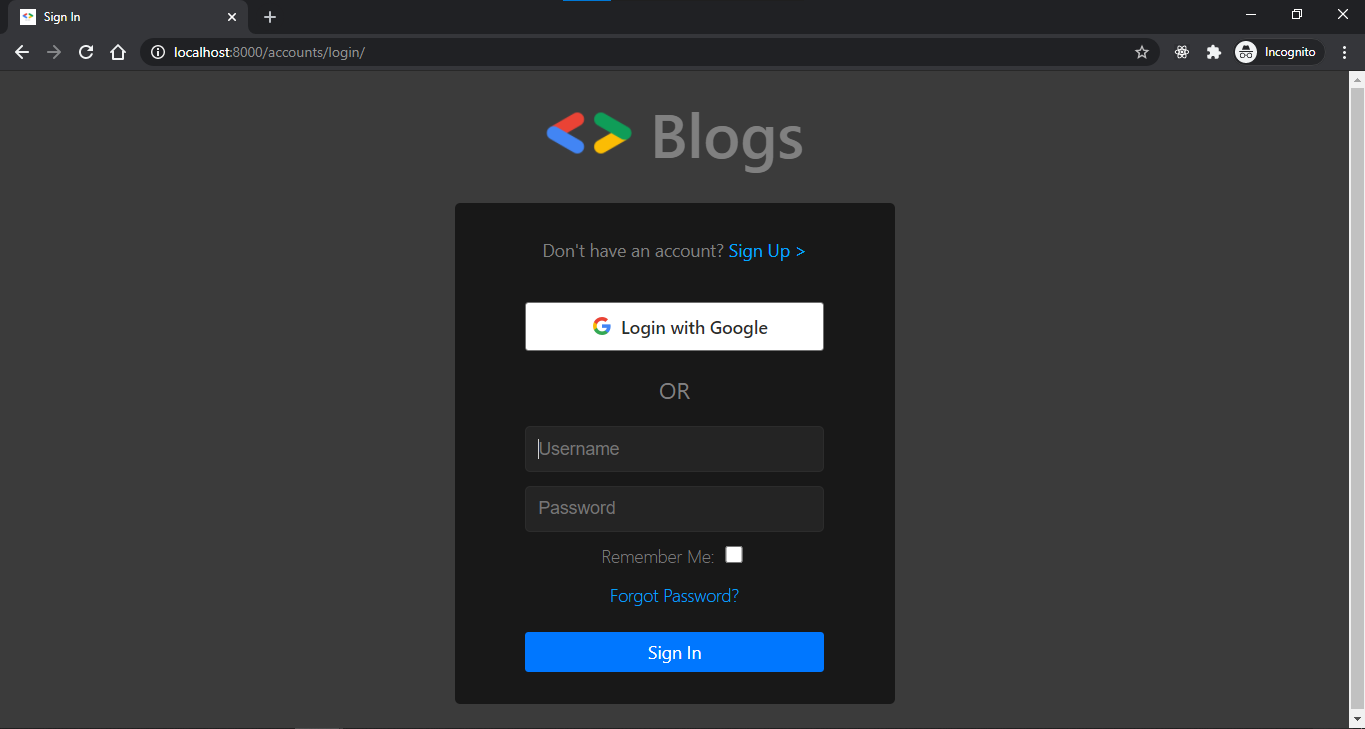 Sign In
localhost:8000/accounts/login/
Incognito
Blogs
Don't have an account? Sign Up >
Login with Google
OR
Username
Password
Remember Me:
Forgot Password?
Sign In